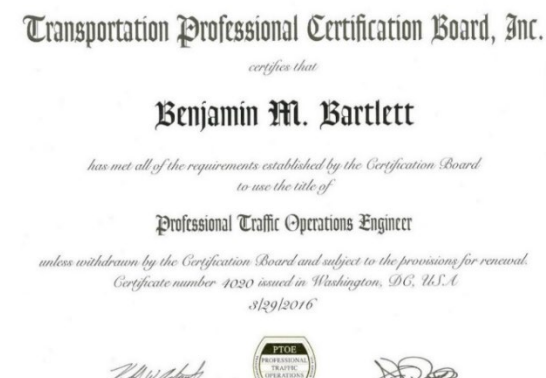 Transportation Professional Certification Board, Inc.
certifies that
Benjamin M. Bartlett
has met all of the requirements established by the Certification Board
to use the title of
Professional Traffic Operations Engineer
unless withdrawn by the Certification Board and subject to the provisions for renewal.
Certificate number 4020 issued in Washington, DC, USA
3/29/2016
PTOE
PROFESSIONAL
TRAFFIC
OPERATIONS